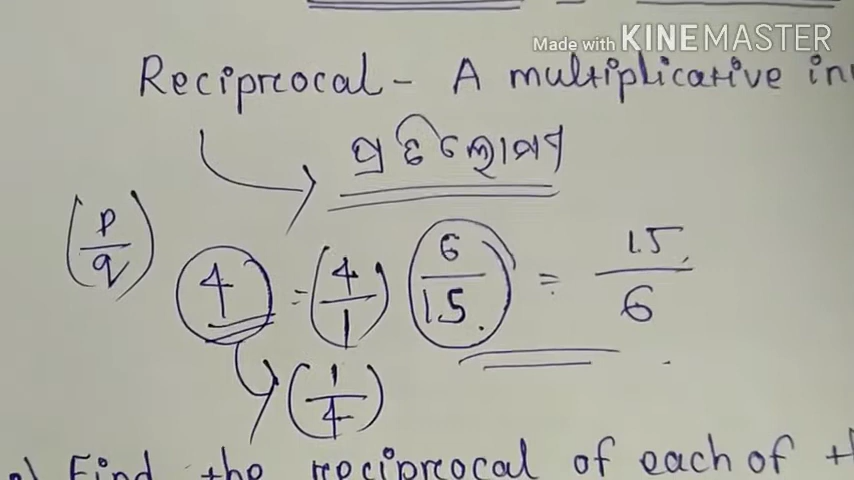 Made with KINEMASTER
Reciprocal - A multiplicative in
ପ୍ରତିଲୋମୀ
(p/q) 4 = (4/1) (6/15) = 15/6
(1/4)
Find the reciprocal of each of th